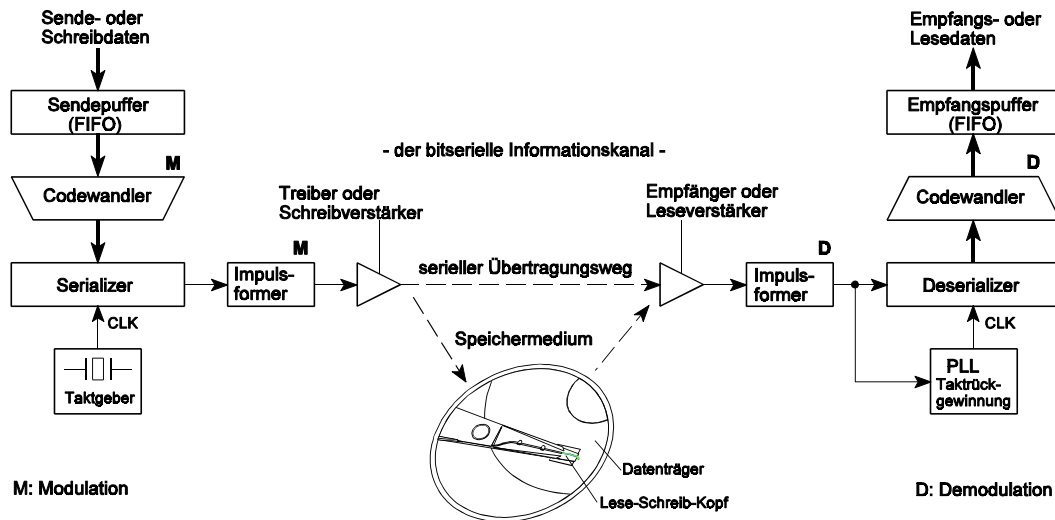 Sende- oder
Schreibdaten
Sendepuffer
(FIFO)
M
Codewandler
Serializer
CLK
Taktgeber
M: Modulation
- der bitserielle Informationskanal -
Treiber oder
Schreibverstärker
M
Impuls-
former
serieller Übertragungsweg
Speichermedium
Datenträger
Lese-Schreib-Kopf
Empfänger oder
Leseverstärker
D
Impuls-
former
Empfangs- oder
Lesedaten
Empfangspuffer
(FIFO)
D
Codewandler
Deserializer
CLK
PLL
Taktrück-
gewinnung
D: Demodulation